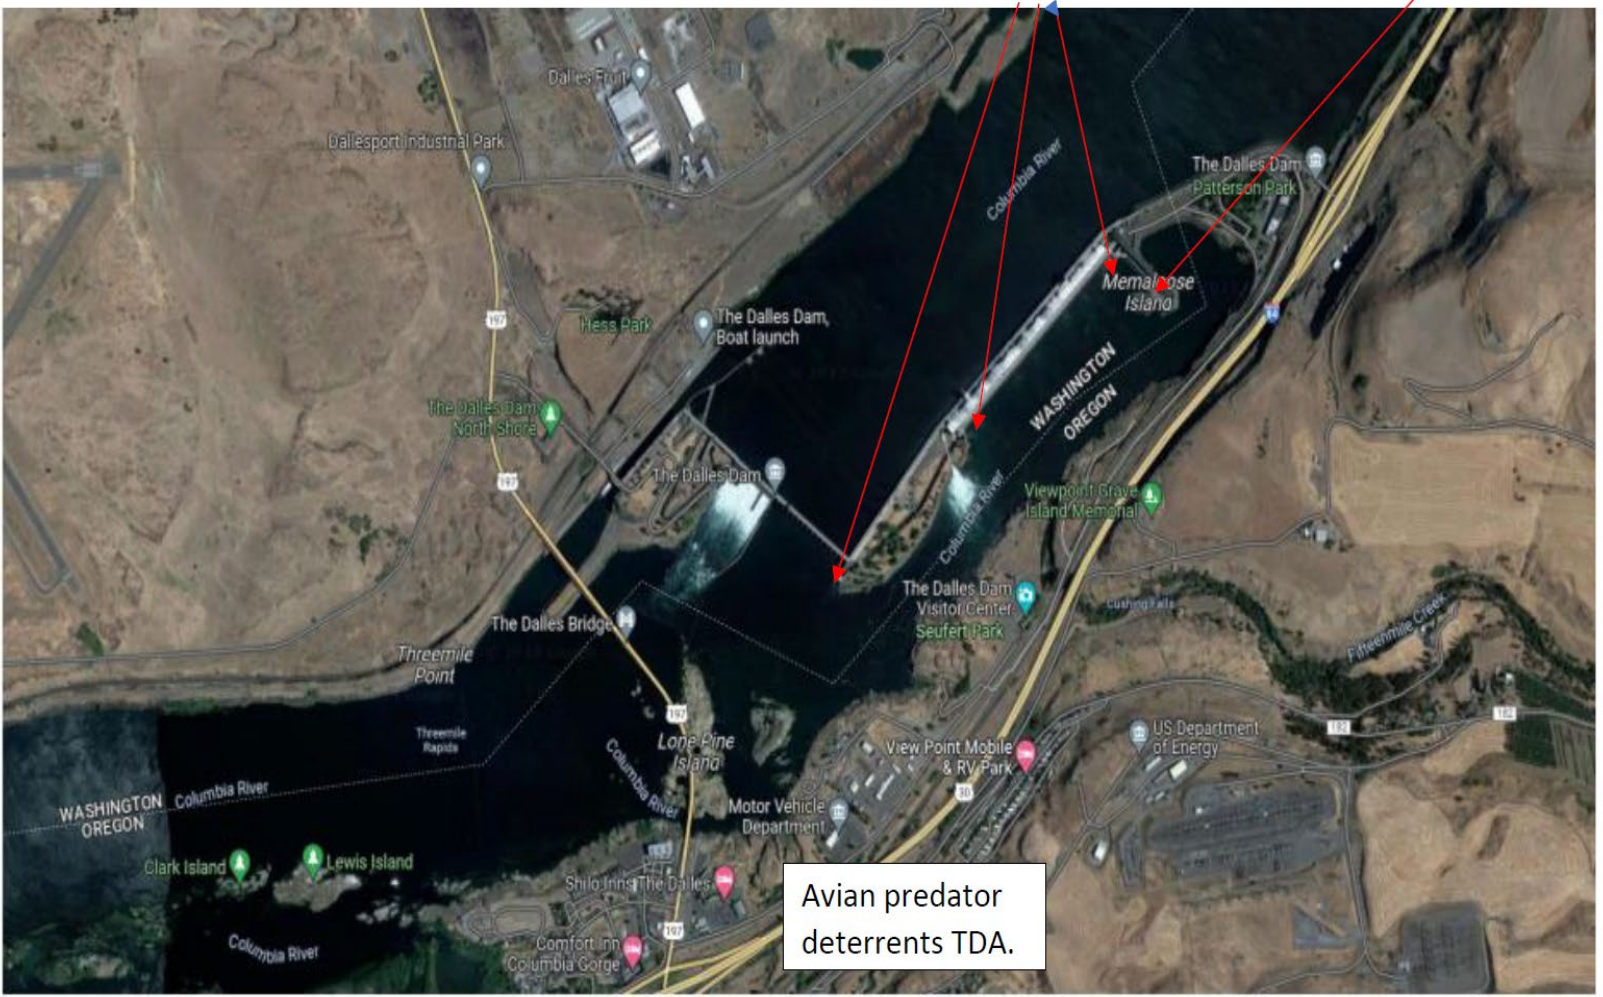 Dalles Fruit
Dallesport Industrial Park
Columbia River
The Dalles Dam
Patterson Park
Memaloose
Island
197
Hess Park
The Dalles Dam,
Boat launch
84
WASHINGTON
OREGON
The Dalles Dam
North Shore
197
The Dalles Dam
Columbia River
Viewpoint Grave
Island Memorial
The Dalles Dam
Visitor Center
Seufert Park
Cushing Falls
Fifteenmile Creek
The Dalles Bridge
Threemile
Point
197
Threemile
Rapids
Lone Pine
Island
Columbia River
View Point Mobile
& RV Park
US Department
of Energy
182
182
30
Columbia River
WASHINGTON
OREGON
Motor Vehicle
Department
Clark Island
Lewis Island
Shilo Inns The Dalles
197
Columbia River
Comfort Inn
Columbia Gorge
Avian predator
deterrents TDA.